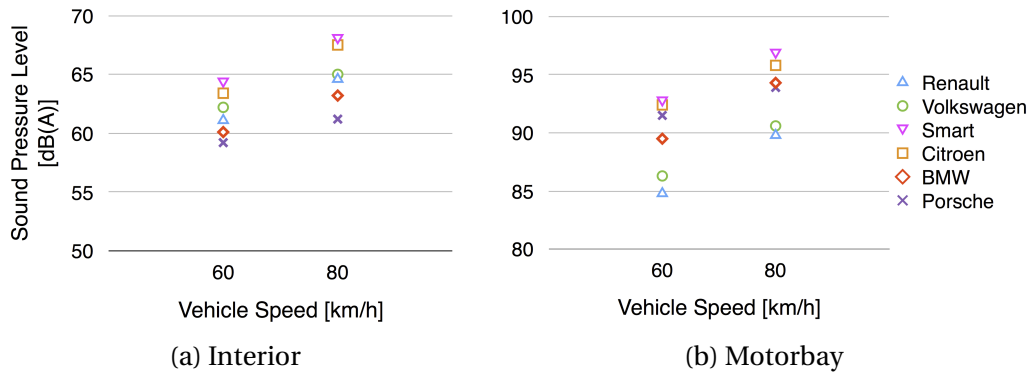 Sound Pressure Level
[dB(A)]
70
65
60
55
50
60
80
Vehicle Speed [km/h]
(a) Interior
100
95
90
85
80
60
80
Vehicle Speed [km/h]
(b) Motorbay
Renault
Volkswagen
Smart
Citroen
BMW
Porsche